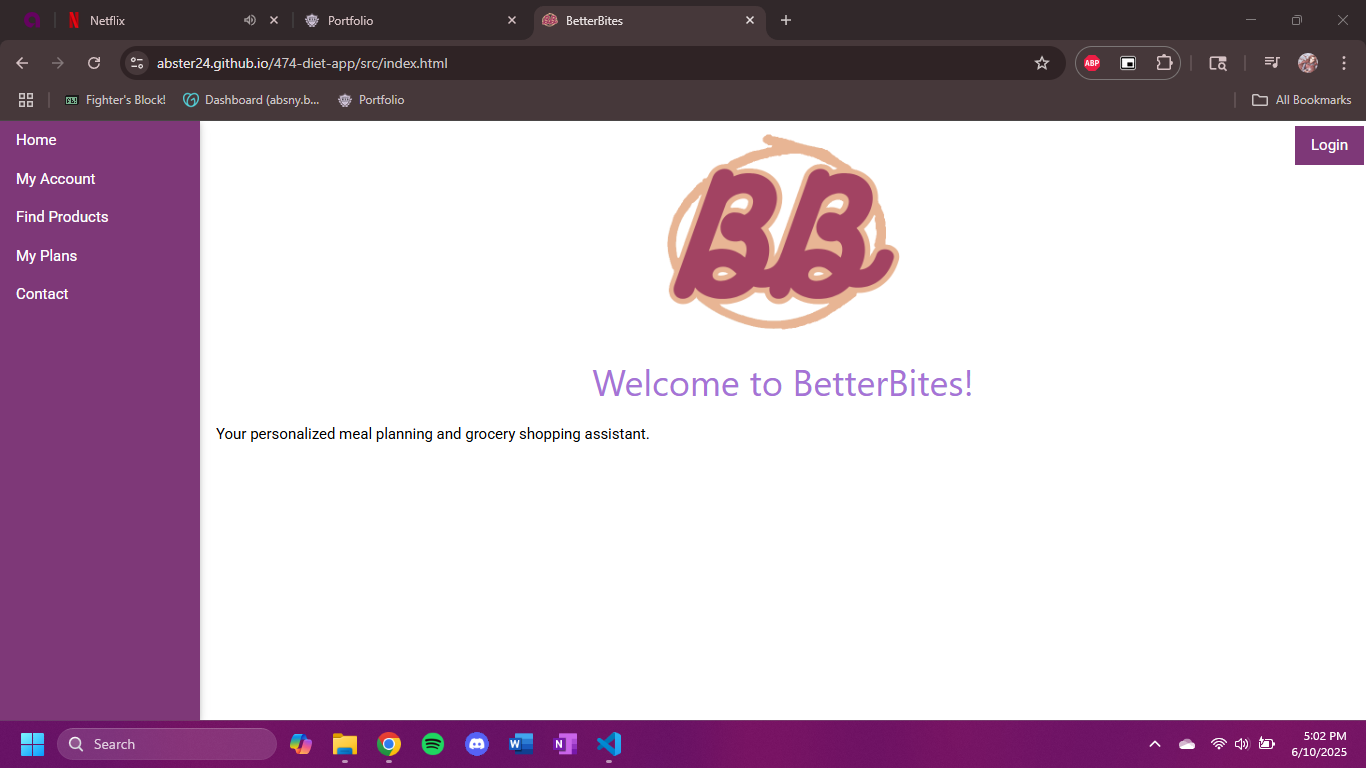 Netflix
Portfolio
BetterBites
abster24.github.io/474-diet-app/src/index.html
ABP
Fighter's Block!
Dashboard (absny.b...
Portfolio
All Bookmarks
Home
My Account
Find Products
My Plans
Contact
Login
BB
Welcome to BetterBites!
Your personalized meal planning and grocery shopping assistant.
Search
5:02 PM
6/10/2025